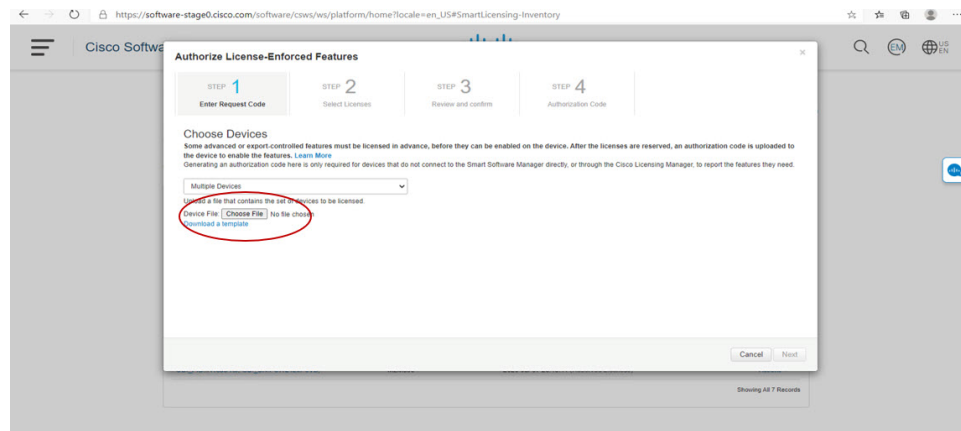 https://software-stage0.cisco.com/software/csws/ws/platform/home?locale=en_US#SmartLicensing-Inventory
Cisco Softwa
EM
US
EN
Authorize License-Enforced Features
×
STEP 1
Enter Request Code
STEP 2
Select Licenses
STEP 3
Review and confirm
STEP 4
Authorization Code
Choose Devices
Some advanced or export-controlled features must be licensed in advance, before they can be enabled on the device. After the licenses are reserved, an authorization code is uploaded to
the device to enable the features. Learn More
Generating an authorization code here is only required for devices that do not connect to the Smart Software Manager directly, or through the Cisco Licensing Manager, to report the features they need.
Multiple Devices
Upload a file that contains the set of devices to be licensed.
Device File: Choose File No file chosen
Download a template
Cancel Next
Showing All 7 Records